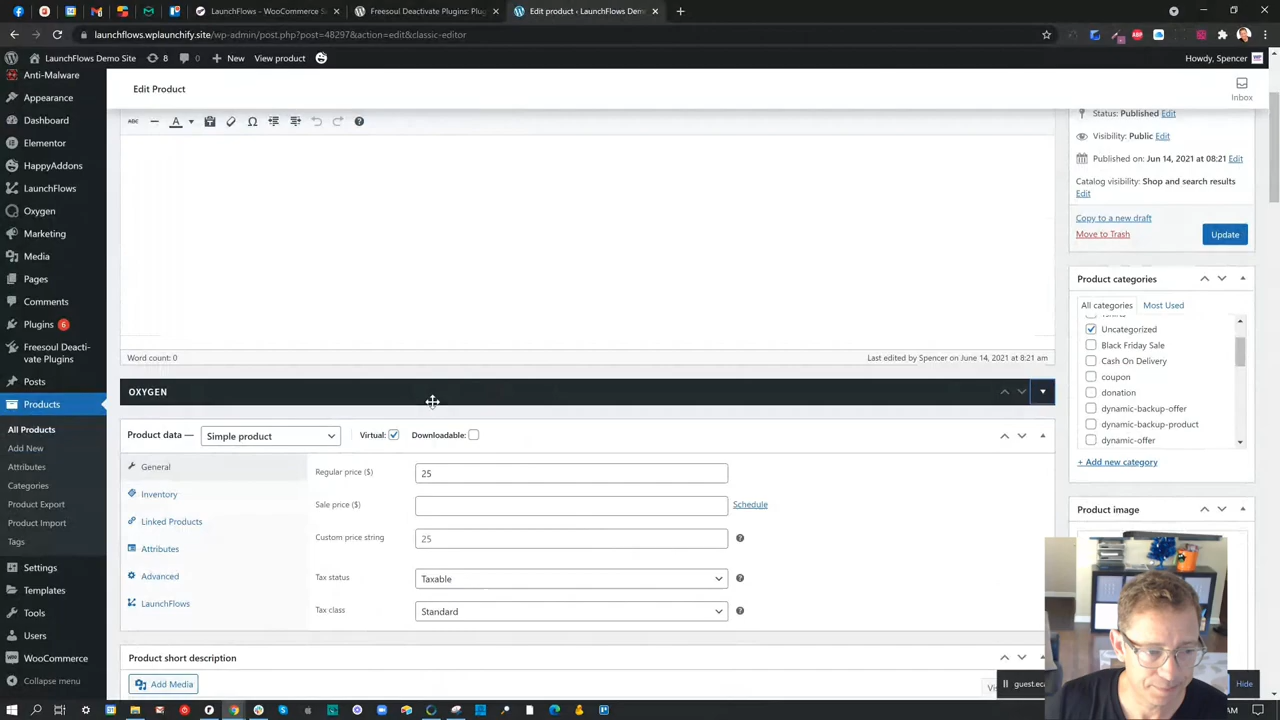 LaunchFlows – WooCommerce S
Freesoul Deactivate Plugins: Plu
Edit product ‹ LaunchFlows Dem
launchflows.wplaunchify.site/wp-admin/post.php?post=48297&action=edit&classic-editor
LaunchFlows Demo Site
8
0
New
View product
Howdy, Spencer
Anti-Malware
Appearance
Dashboard
Elementor
HappyAddons
LaunchFlows
Oxygen
Marketing
Media
Pages
Comments
Plugins 6
Freesoul Deacti-
vate Plugins
Posts
Products
All Products
Add New
Attributes
Categories
Product Export
Product Import
Tags
Settings
Templates
Tools
Users
WooCommerce
Collapse menu
Edit Product
Inbox
ABC
A
Word count: 0
Last edited by Spencer on June 14, 2021 at 8:21 am
OXYGEN
Product data — Simple product
Virtual:
Downloadable:
General
Inventory
Linked Products
Attributes
Advanced
LaunchFlows
Regular price ($)
25
Sale price ($)
Schedule
Custom price string
25
Tax status
Taxable
Tax class
Standard
Product short description
Add Media
Status: Published Edit
Visibility: Public Edit
Published on: Jun 14, 2021 at 08:21 Edit
Catalog visibility: Shop and search results
Edit
Copy to a new draft
Move to Trash
Update
Product categories
All categories
Most Used
Uncategorized
Black Friday Sale
Cash On Delivery
coupon
donation
dynamic-backup-offer
dynamic-backup-product
dynamic-offer
+ Add new category
Product image
Hide